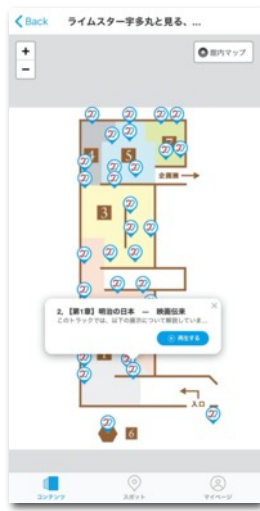 Back ライムスター宇多丸と見る、...
+
館内マップ
−
4
5
7
企画展
3
2,【第1章】明治の日本 ― 映画伝来
×
このトラックでは、以下の展示について解説していま...
再生する
1
入口
6
コンテンツ
スポット
マイページ